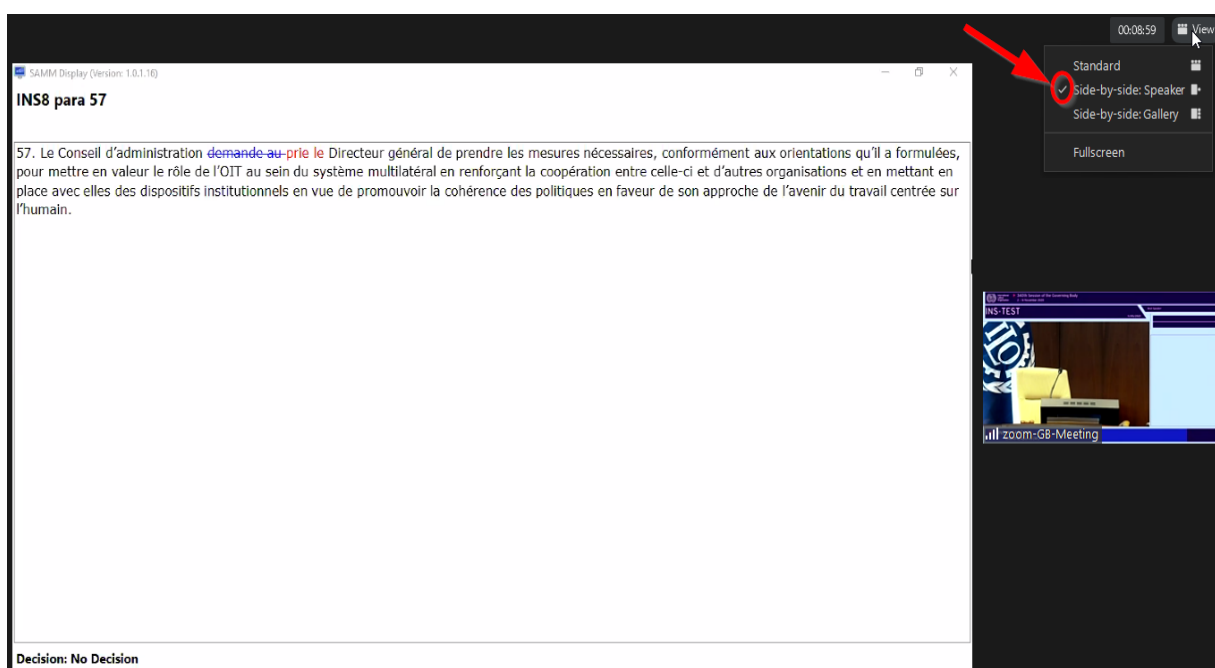 00:08:59 View
Standard
Side-by-side: Speaker
Side-by-side: Gallery
Fullscreen
SAMM Display (Version: 1.0.1.16)
INS8 para 57
57. Le Conseil d'administration demande au prie le Directeur général de prendre les mesures nécessaires, conformément aux orientations qu'il a formulées,
pour mettre en valeur le rôle de l'OIT au sein du système multilatéral en renforçant la coopération entre celle-ci et d'autres organisations et en mettant en
place avec elles des dispositifs institutionnels en vue de promouvoir la cohérence des politiques en faveur de son approche de l'avenir du travail centrée sur
l'humain.
INS-TEST
zoom-GB-Meeting
Decision: No Decision